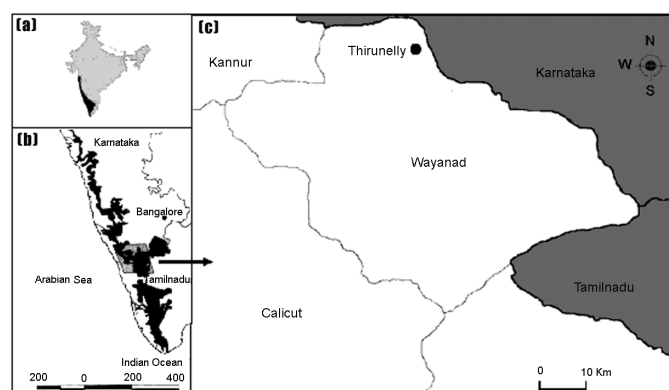 (a)
(b)
Karnataka
Bangalore
Arabian Sea
Tamilnadu
Indian Ocean
200 0 200 400
(c)
Thirunelly
Kannur
Karnataka
N
W
S
Wayanad
Calicut
Tamilnadu
0 10 Km